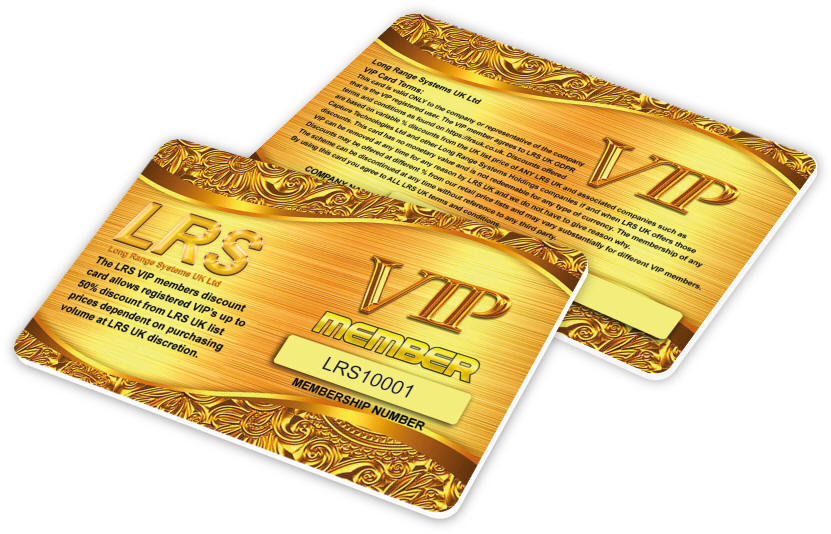 Long Range Systems UK Ltd
VIP Card Terms:
This card is valid ONLY to the company or representative of the company
that is the VIP registered user. The VIP member agrees to LRS UK GDPR
terms and conditions as found on https://lrsuk.co.uk. Discounts offered
are based on variable % discounts from the UK list price of ANY LRS UK and associated companies such as
Capture Technologies Ltd and other Long Range Systems Holdings companies if and when LRS UK offers those
discounts. This card has no monetary value and is not redeemable for any type of currency. The membership of any
VIP can be removed at any time for any reason by LRS UK and we do not have to give reason why.
Discounts may be offered at different % from our retail price lists and may vary substantially for different VIP members.
The scheme can be discontinued at any time without reference to any third party.
By using this card you agree to ALL LRS UK terms and conditions
VIP
COMPANY
LRS
Long Range Systems UK Ltd
The LRS VIP members discount
card allows registered VIP's up to
50% discount from LRS UK list
prices dependent on purchasing
volume at LRS UK discretion.
VIP
MEMBER
LRS10001
MEMBERSHIP NUMBER